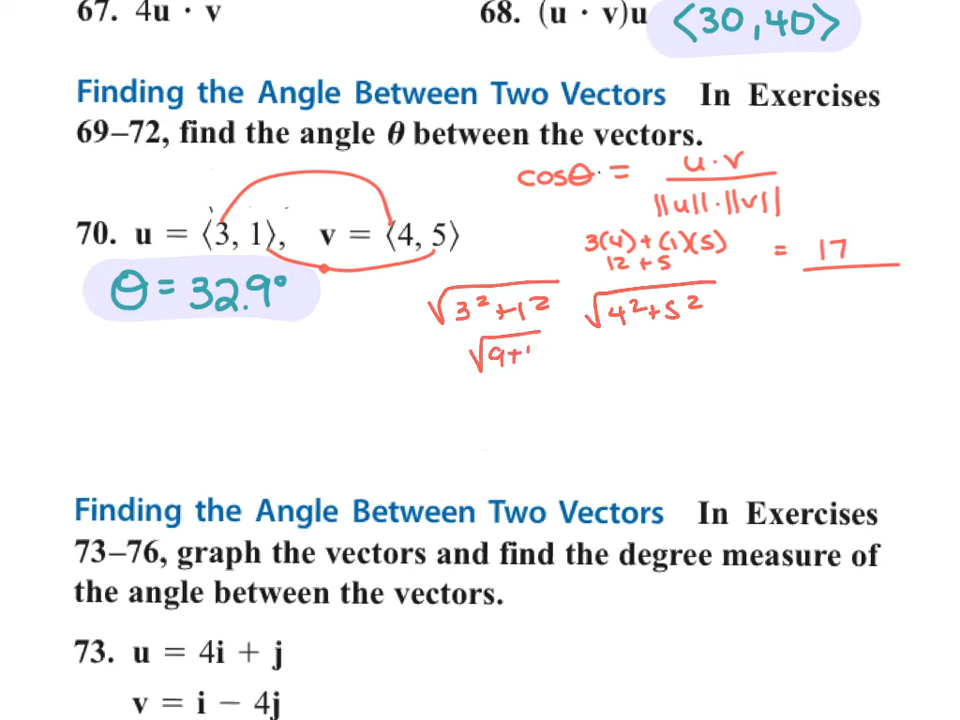 67. 4u · v 68. (u · v)u ⟨30, 40⟩
Finding the Angle Between Two Vectors In Exercises
69–72, find the angle θ between the vectors.
cosθ = u · v / ||u|| · ||v||
70. u = ⟨3, 1⟩, v = ⟨4, 5⟩
3(4) + (1)(5) = 17
12 + 5
θ = 32.9°
√3² + 1² √4² + 5²
√9+1
Finding the Angle Between Two Vectors In Exercises
73–76, graph the vectors and find the degree measure of
the angle between the vectors.
73. u = 4i + j
v = i − 4j